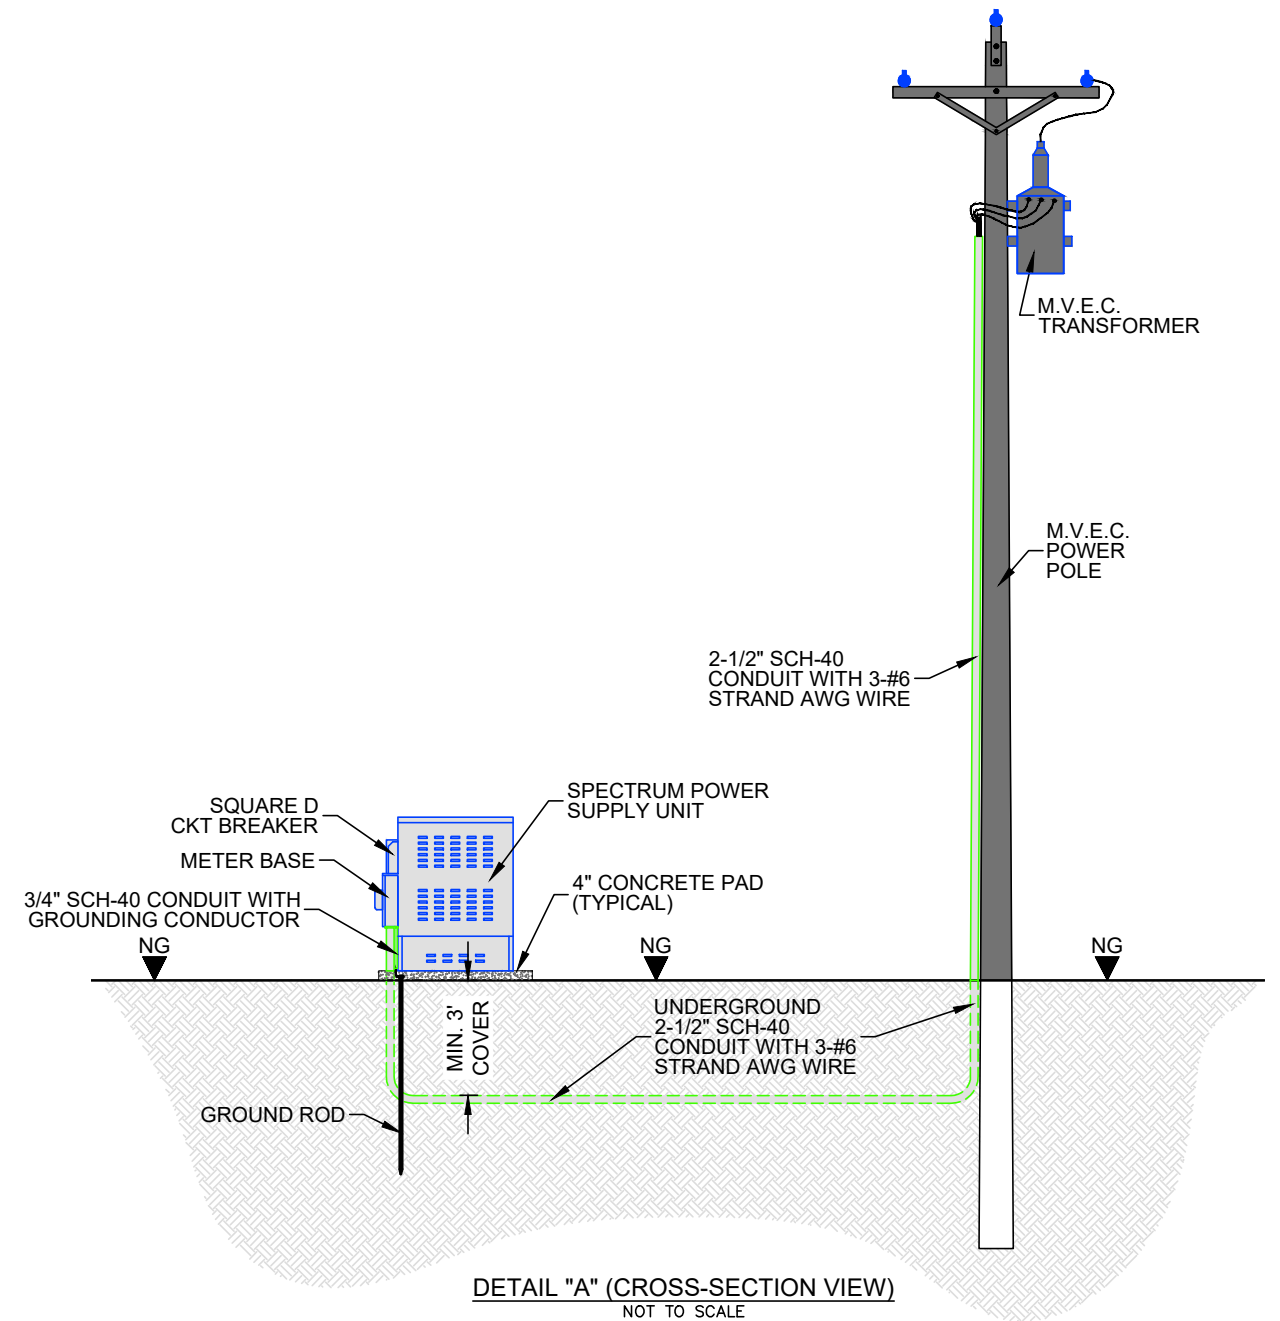 M.V.E.C.
TRANSFORMER
M.V.E.C.
POWER
POLE
2-1/2" SCH-40
CONDUIT WITH 3-#6
STRAND AWG WIRE
SPECTRUM POWER
SUPPLY UNIT
SQUARE D
CKT BREAKER
METER BASE
3/4" SCH-40 CONDUIT WITH
GROUNDING CONDUCTOR
4" CONCRETE PAD
(TYPICAL)
NG
NG
NG
MIN. 3'
COVER
UNDERGROUND
2-1/2" SCH-40
CONDUIT WITH 3-#6
STRAND AWG WIRE
GROUND ROD
DETAIL "A" (CROSS-SECTION VIEW)
NOT TO SCALE